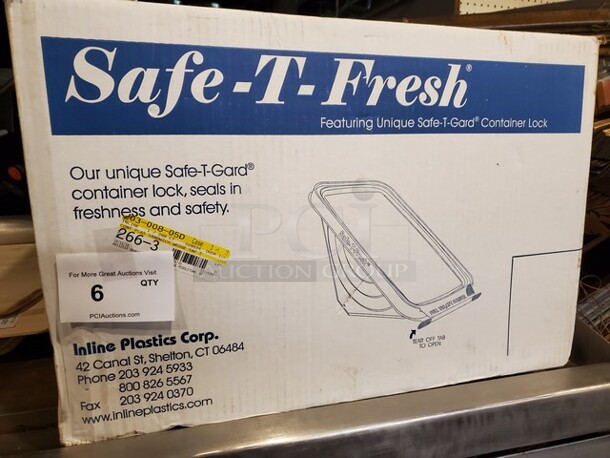 Safe-T-Fresh®
Featuring Unique Safe-T-Gard® Container Lock
Our unique Safe-T-Gard®
container lock, seals in
freshness and safety.
266-3
For More Great Auctions Visit
6 QTY
PCIAuctions.com
PCI
AUCTION GROUP
TEAR OFF TAB
TO OPEN
Inline Plastics Corp.
42 Canal St, Shelton, CT 06484
Phone 203 924 5933
800 826 5567
Fax 203 924 0370
www.inlineplastics.com